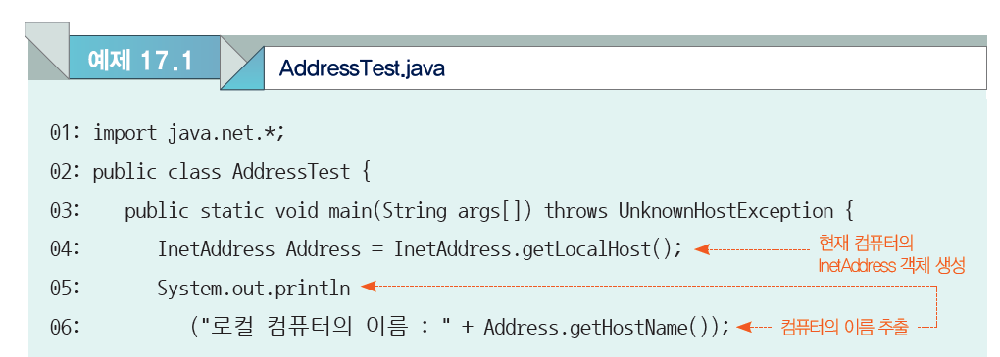 예제 17.1
AddressTest.java
01: import java.net.*;
02: public class AddressTest {
03: public static void main(String args[]) throws UnknownHostException {
04: InetAddress Address = InetAddress.getLocalHost();
현재 컴퓨터의
InetAddress 객체 생성
05: System.out.println
06: ("로컬 컴퓨터의 이름 : " + Address.getHostName());
컴퓨터의 이름 추출